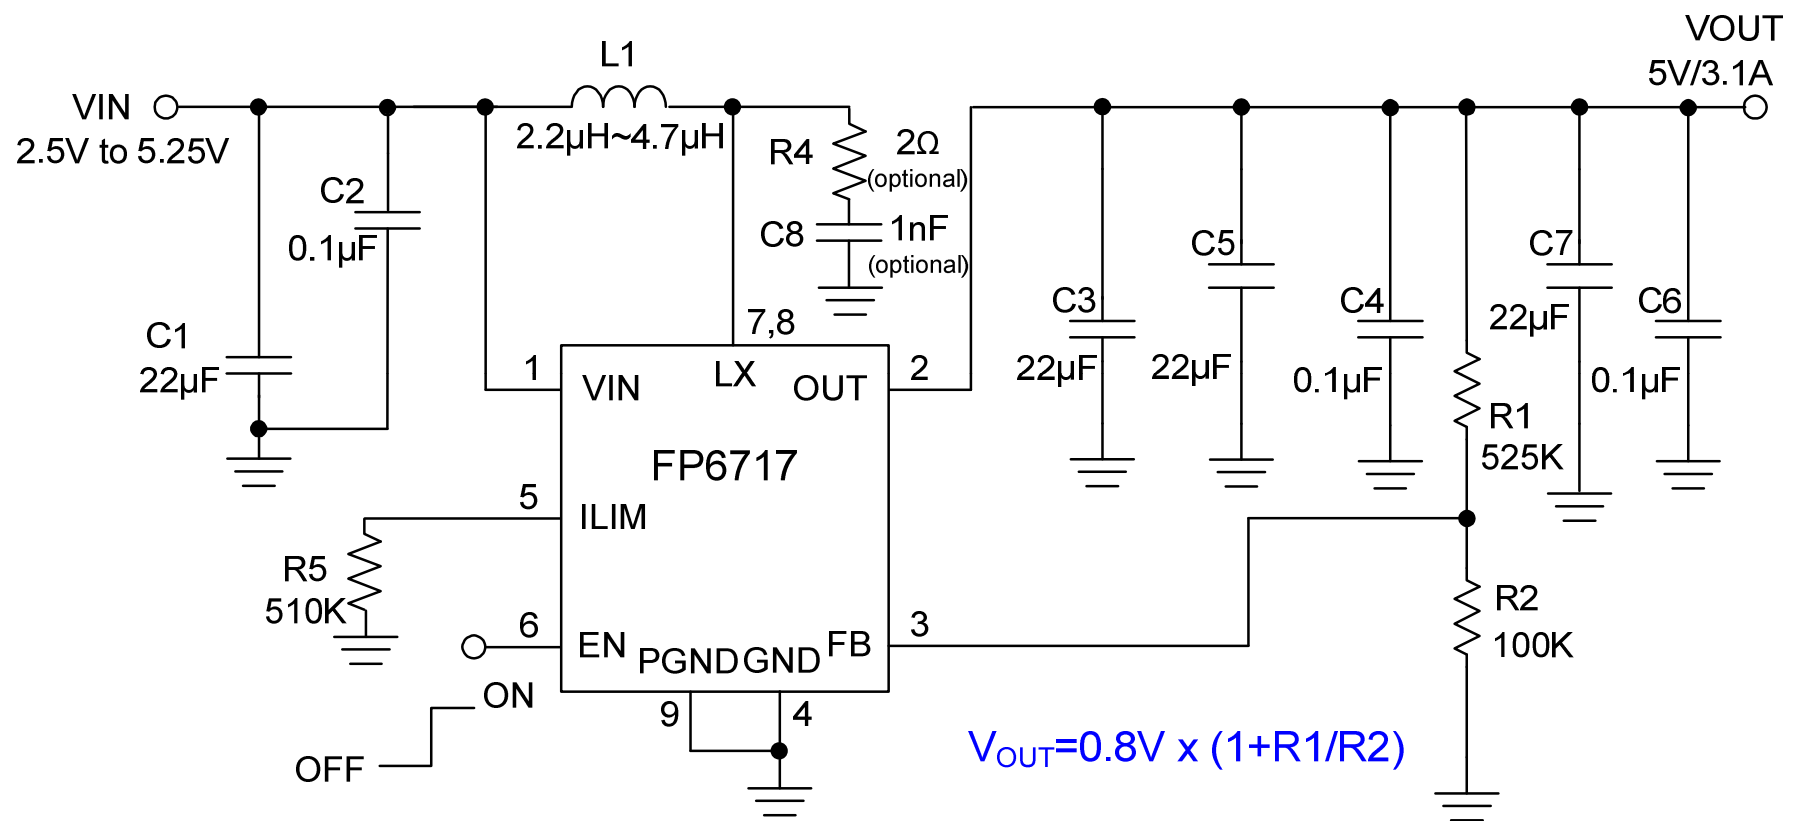 VOUT
5V/3.1A
L1
VIN
2.5V to 5.25V
2.2µH~4.7µH
R4
2Ω
(optional)
C2
0.1µF
C8
1nF
(optional)
C5
22µF
C7
22µF
C3
22µF
C4
0.1µF
C6
0.1µF
C1
22µF
7,8
1
VIN
LX
OUT
2
R1
525K
FP6717
5
ILIM
R5
510K
6
EN
PGND
GND
FB
3
R2
100K
ON
OFF
9
4
VOUT=0.8V x (1+R1/R2)